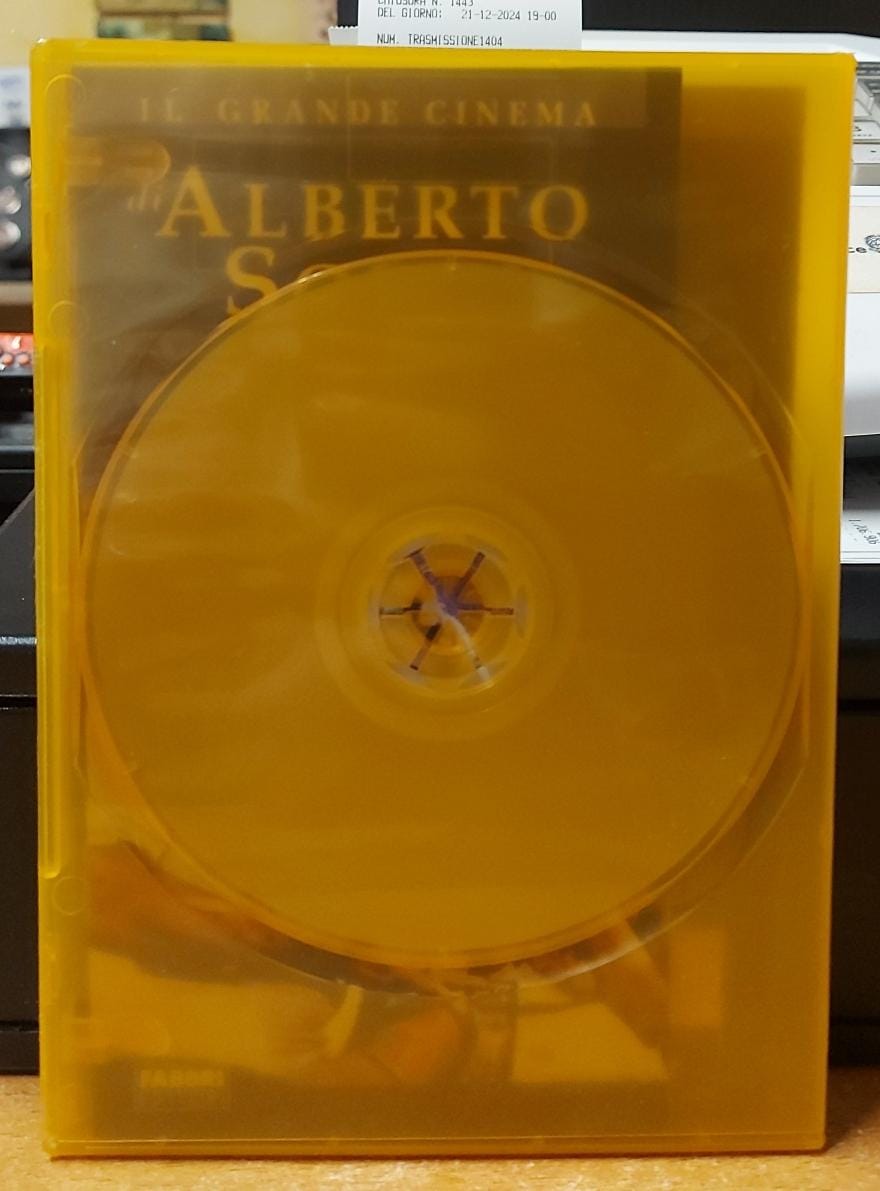 CHIUSURA N. 1443
DEL GIORNO: 21-12-2024 19-00
NUM. TRASMISSIONE1404
IL GRANDE CINEMA
di ALBERTO
FABBRI